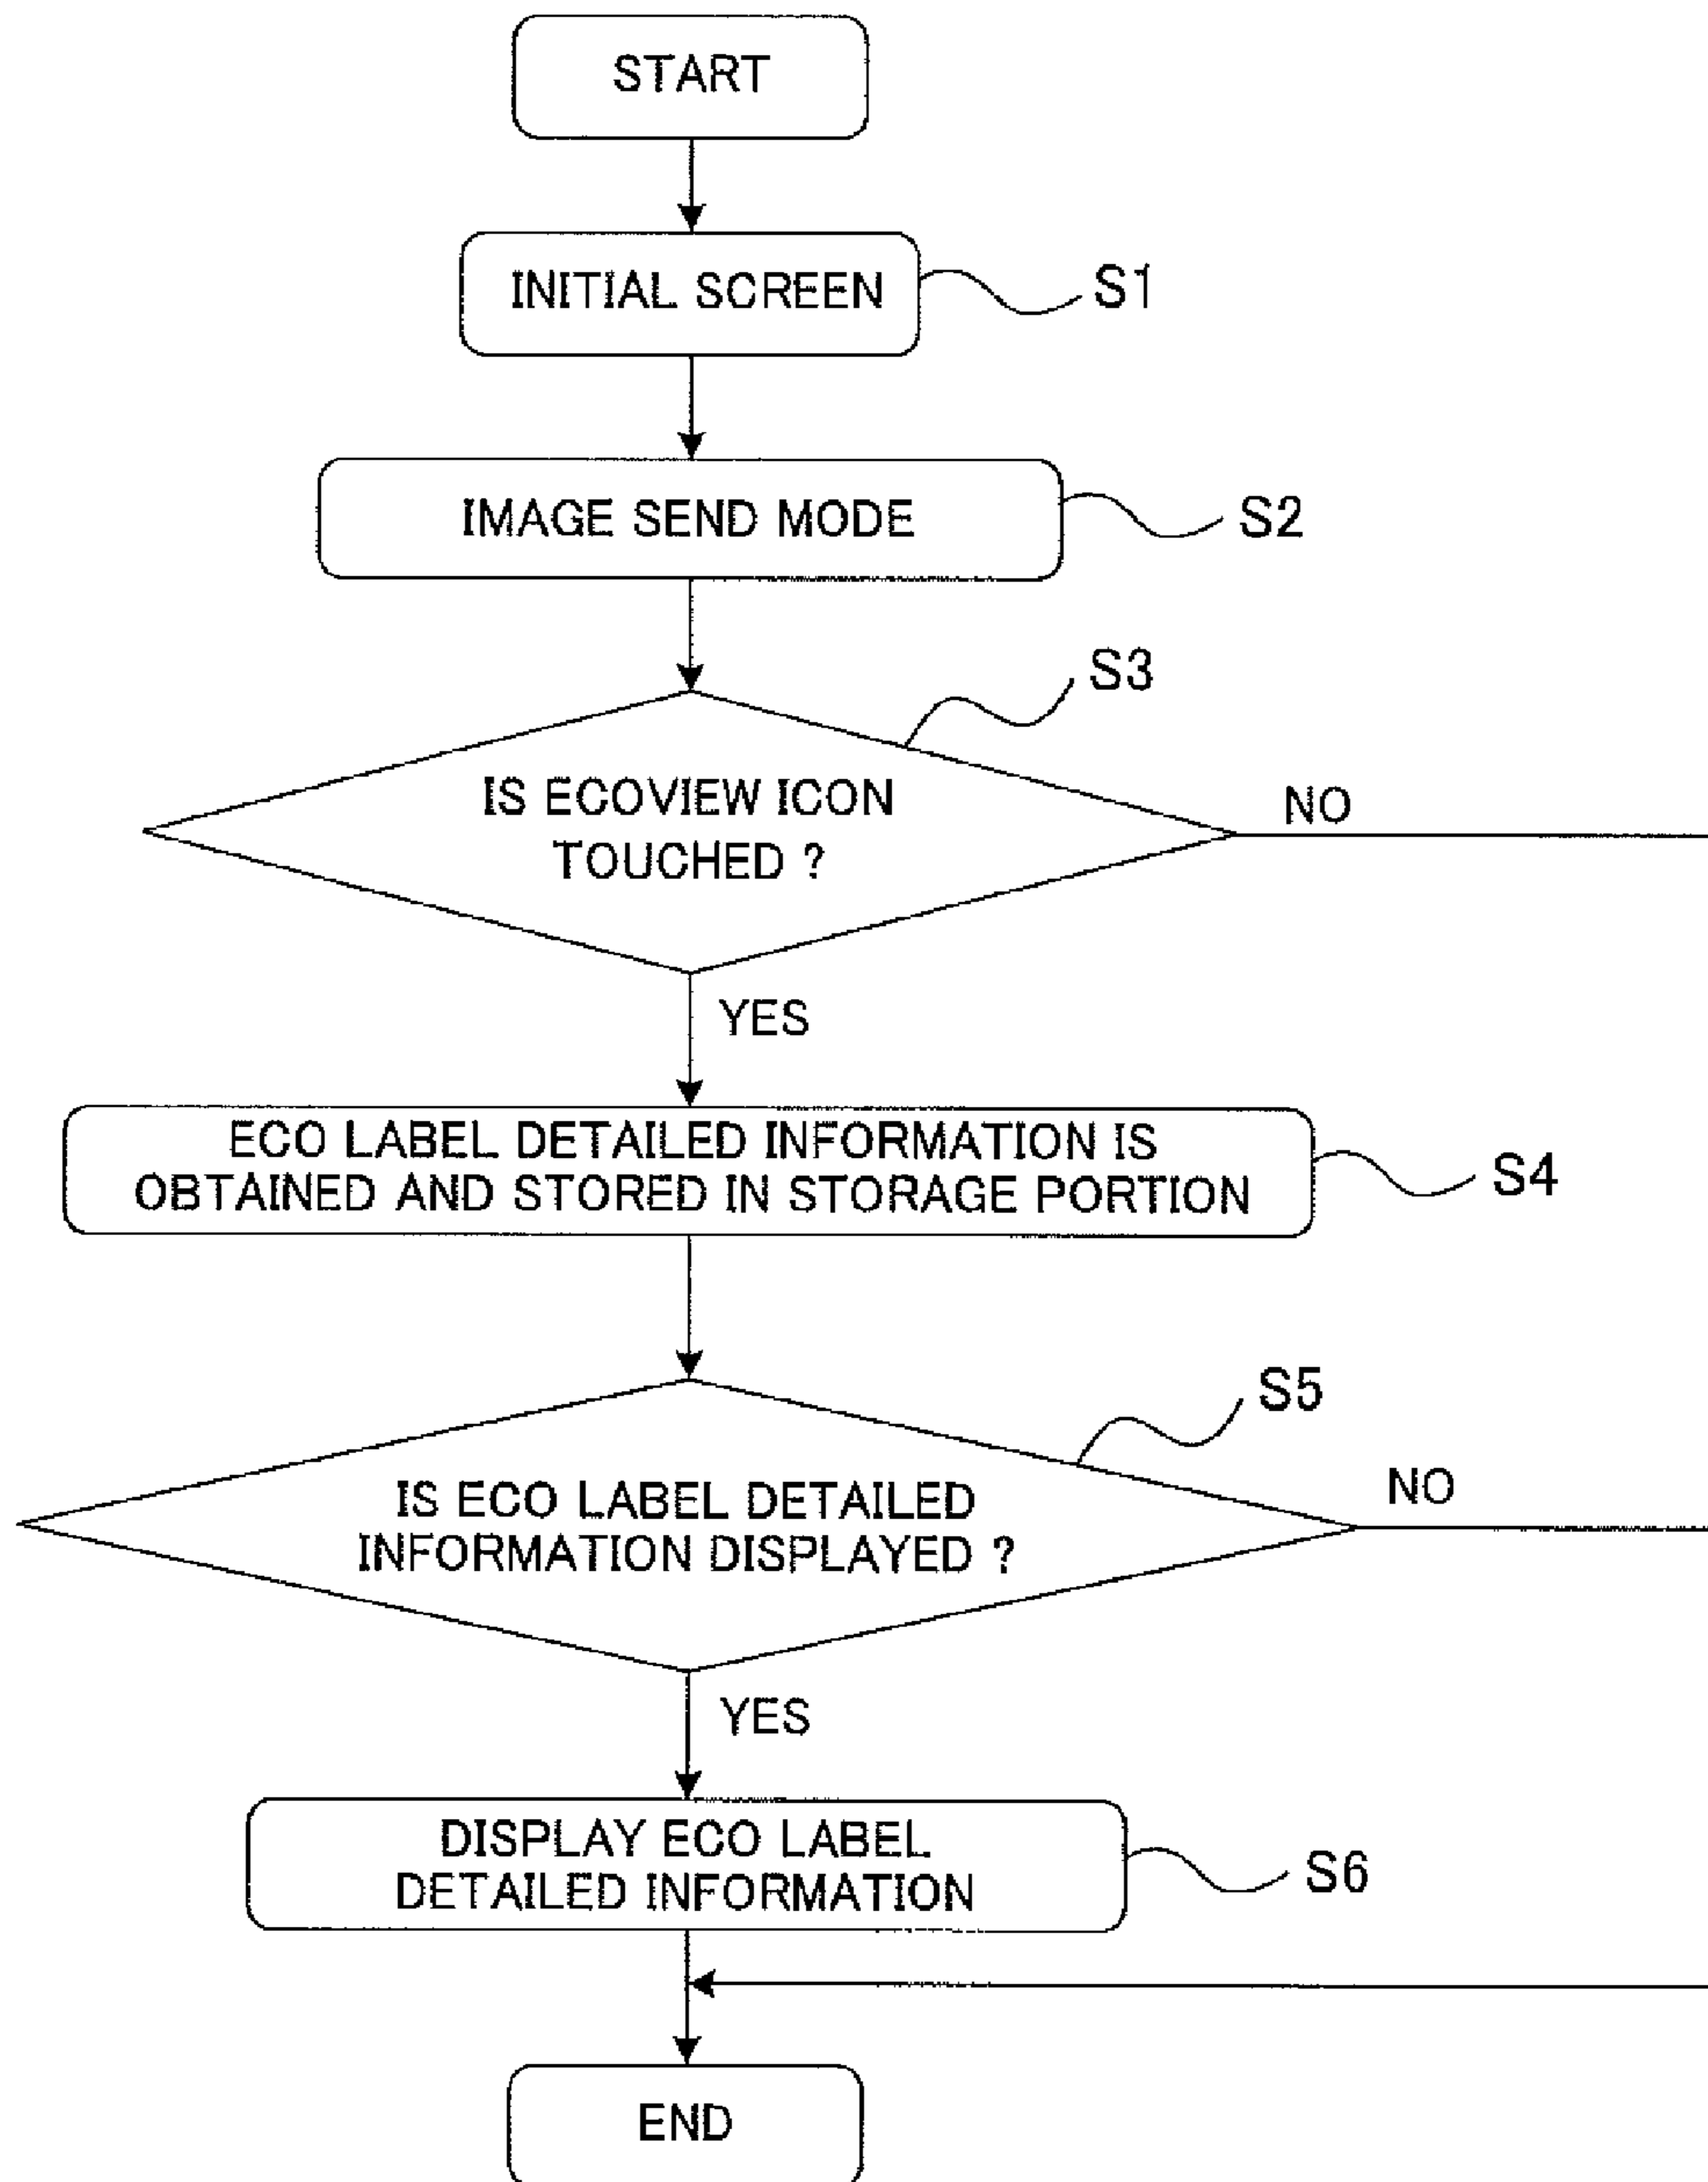 START
INITIAL SCREEN
S1
IMAGE SEND MODE
S2
S3
IS ECOVIEW ICON
TOUCHED ?
NO
YES
ECO LABEL DETAILED INFORMATION IS
OBTAINED AND STORED IN STORAGE PORTION
S4
S5
IS ECO LABEL DETAILED
INFORMATION DISPLAYED ?
NO
YES
DISPLAY ECO LABEL
DETAILED INFORMATION
S6
END